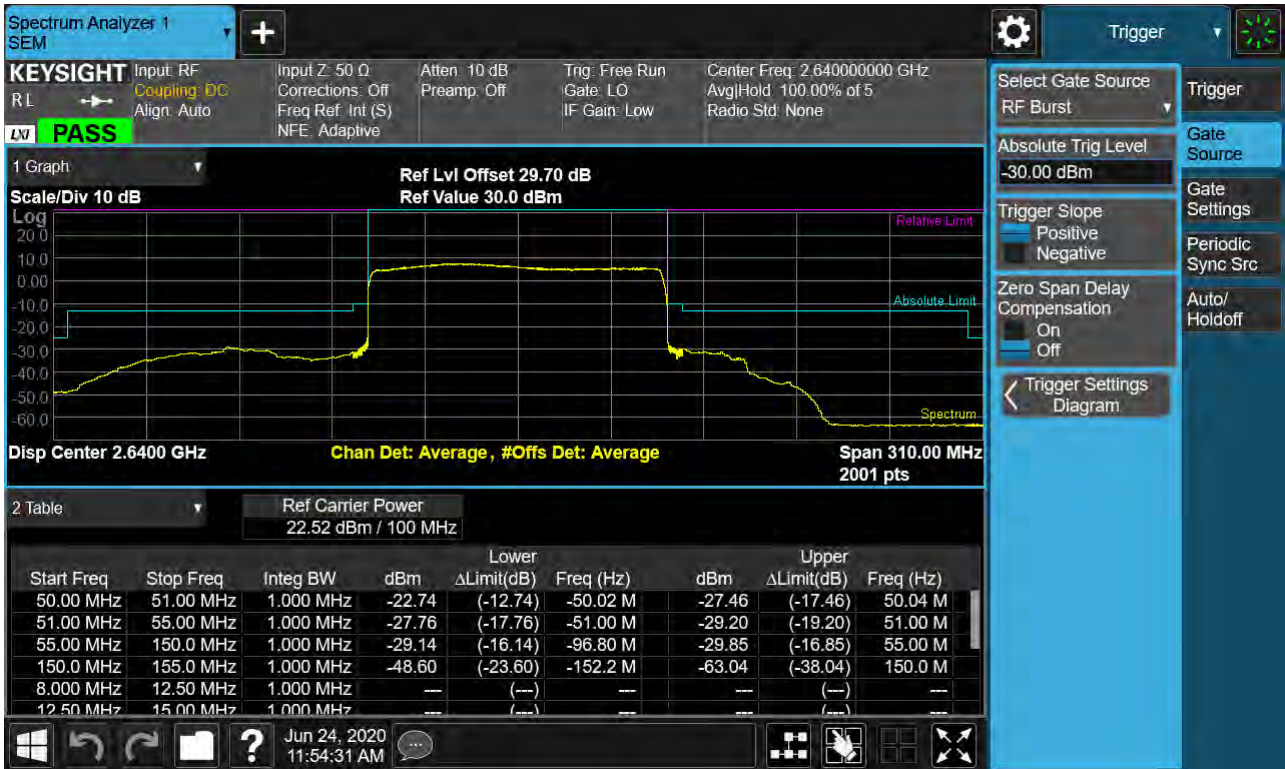 Spectrum Analyzer 1
SEM
Trigger
KEYSIGHT
R L
LXI
PASS
Input: RF
Coupling: DC
Align: Auto
Input Z: 50 Ω
Corrections: Off
Freq Ref: Int (S)
NFE: Adaptive
Atten: 10 dB
Preamp: Off
Trig: Free Run
Gate: LO
IF Gain: Low
Center Freq: 2.640000000 GHz
Avg|Hold: 100.00% of 5
Radio Std: None
1 Graph
Scale/Div 10 dB
Ref Lvl Offset 29.70 dB
Ref Value 30.0 dBm
Log
Relative Limit
20.0
10.0
0.00
-10.0
Absolute Limit
-20.0
-30.0
-40.0
-50.0
-60.0
Spectrum
Disp Center 2.6400 GHz
Chan Det: Average, #Offs Det: Average
Span 310.00 MHz
2001 pts
2 Table
Ref Carrier Power
22.52 dBm / 100 MHz
Lower Upper
Start Freq Stop Freq Integ BW dBm ΔLimit(dB) Freq (Hz) dBm ΔLimit(dB) Freq (Hz)
50.00 MHz 51.00 MHz 1.000 MHz -22.74 (-12.74) -50.02 M -27.46 (-17.46) 50.04 M
51.00 MHz 55.00 MHz 1.000 MHz -27.76 (-17.76) -51.00 M -29.20 (-19.20) 51.00 M
55.00 MHz 150.0 MHz 1.000 MHz -29.14 (-16.14) -96.80 M -29.85 (-16.85) 55.00 M
150.0 MHz 155.0 MHz 1.000 MHz -48.60 (-23.60) -152.2 M -63.04 (-38.04) 150.0 M
8.000 MHz 12.50 MHz 1.000 MHz --- (---) --- --- (---) ---
12.50 MHz 15.00 MHz 1.000 MHz --- (---) --- --- (---) ---
Jun 24, 2020
11:54:31 AM
Select Gate Source
RF Burst
Absolute Trig Level
-30.00 dBm
Trigger Slope
Positive
Negative
Zero Span Delay
Compensation
On
Off
Trigger Settings
Diagram
Trigger
Gate
Source
Gate
Settings
Periodic
Sync Src
Auto/
Holdoff